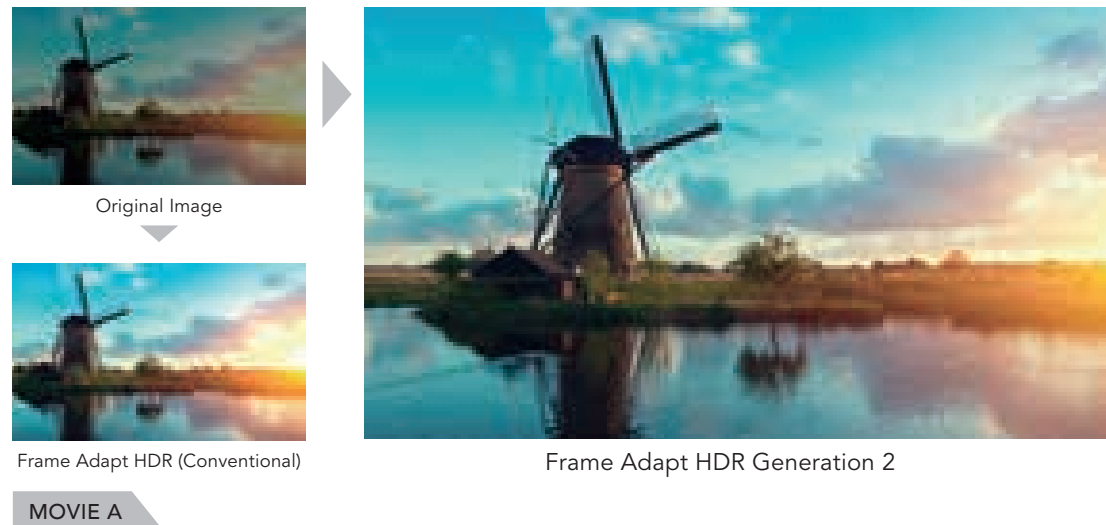 Original Image
Frame Adapt HDR (Conventional)
Frame Adapt HDR Generation 2
MOVIE A